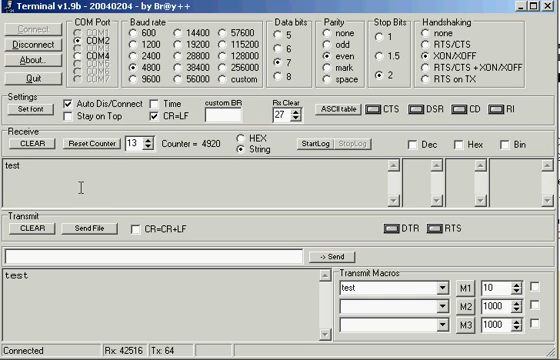 Terminal v1.9b - 20040204 - by Br@y++
Connect
Disconnect
About..
Quit
COM Port
COM1
COM2
COM3
COM4
COM5
COM6
Baud rate
600 14400 57600
1200 19200 115200
2400 28800 128000
4800 38400 256000
9600 56000 custom
Data bits
5
6
7
8
Parity
none
odd
even
mark
space
Stop Bits
1
1.5
2
Handshaking
none
RTS/CTS
XON/XOFF
RTS/CTS + XON/XOFF
RTS on TX
Settings
Set font
Auto Dis/Connect Time
Stay on Top CR=LF
custom BR
Rx Clear
27
ASCII table
CTS DSR CD RI
Receive
CLEAR Reset Counter 13 Counter = 4920
HEX
String
StartLog StopLog
Dec Hex Bin
test
Transmit
CLEAR Send File CR=CR+LF DTR RTS
-> Send
test
Transmit Macros
test M1 10
M2 1000
M3 1000
Connected Rx: 42516 Tx: 64